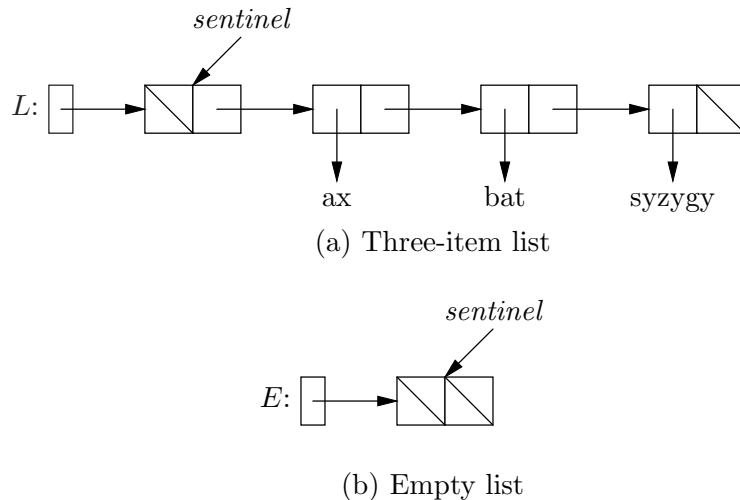 sentinel
L:
ax bat syzygy
(a) Three-item list
sentinel
E:
(b) Empty list